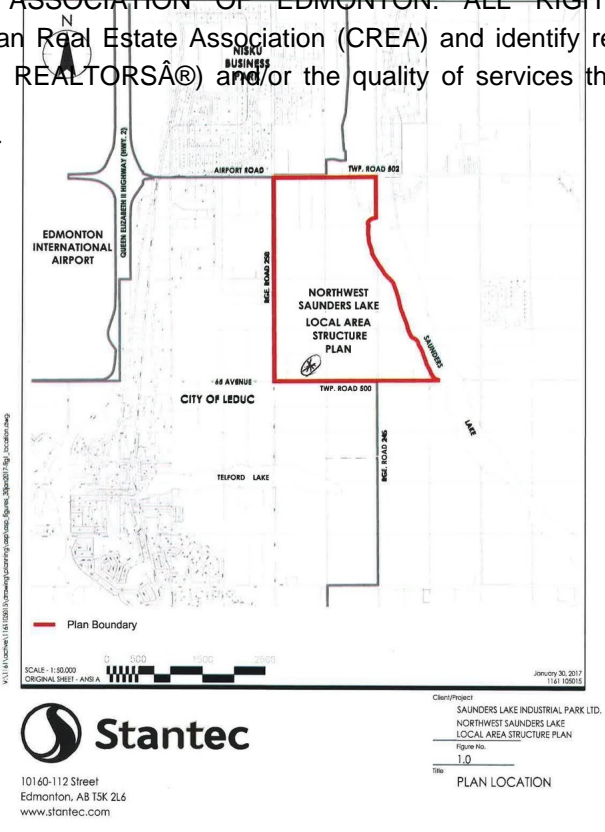 ASSOCIATION OF EDMONTON. ALL RIGHT
an Real Estate Association (CREA) and identify re
REALTORSÂ®) and/or the quality of services th
.
N
NISKU
BUSINESS
PARK
QUEEN ELIZABETH II HIGHWAY (HWY. 2)
AIRPORT ROAD
TWP. ROAD 502
EDMONTON
INTERNATIONAL
AIRPORT
RGE. ROAD 250
NORTHWEST
SAUNDERS LAKE
LOCAL AREA
STRUCTURE
PLAN
SAUNDERS
LAKE
65 AVENUE
TWP. ROAD 500
CITY OF LEDUC
RGE. ROAD 245
TELFORD LAKE
Plan Boundary
0 500 1500 2500
SCALE - 1:50,000
ORIGINAL SHEET - ANSI A
January 30, 2017
1161 105015
Stantec
10160-112 Street
Edmonton, AB T5K 2L6
www.stantec.com
Client/Project
SAUNDERS LAKE INDUSTRIAL PARK LTD.
NORTHWEST SAUNDERS LAKE
LOCAL AREA STRUCTURE PLAN
Figure No.
1.0
Title
PLAN LOCATION